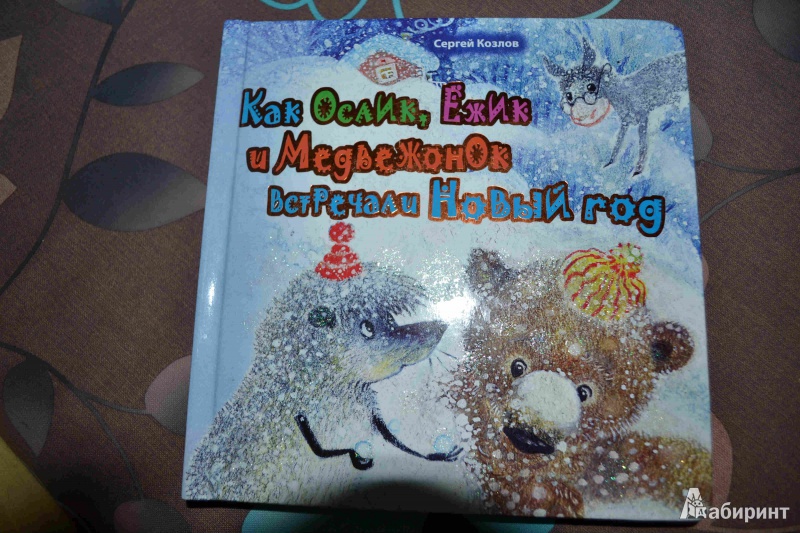 Сергей Козлов
Как Ослик, Ёжик
и Медвежонок
встречали Новый год
Лабиринт